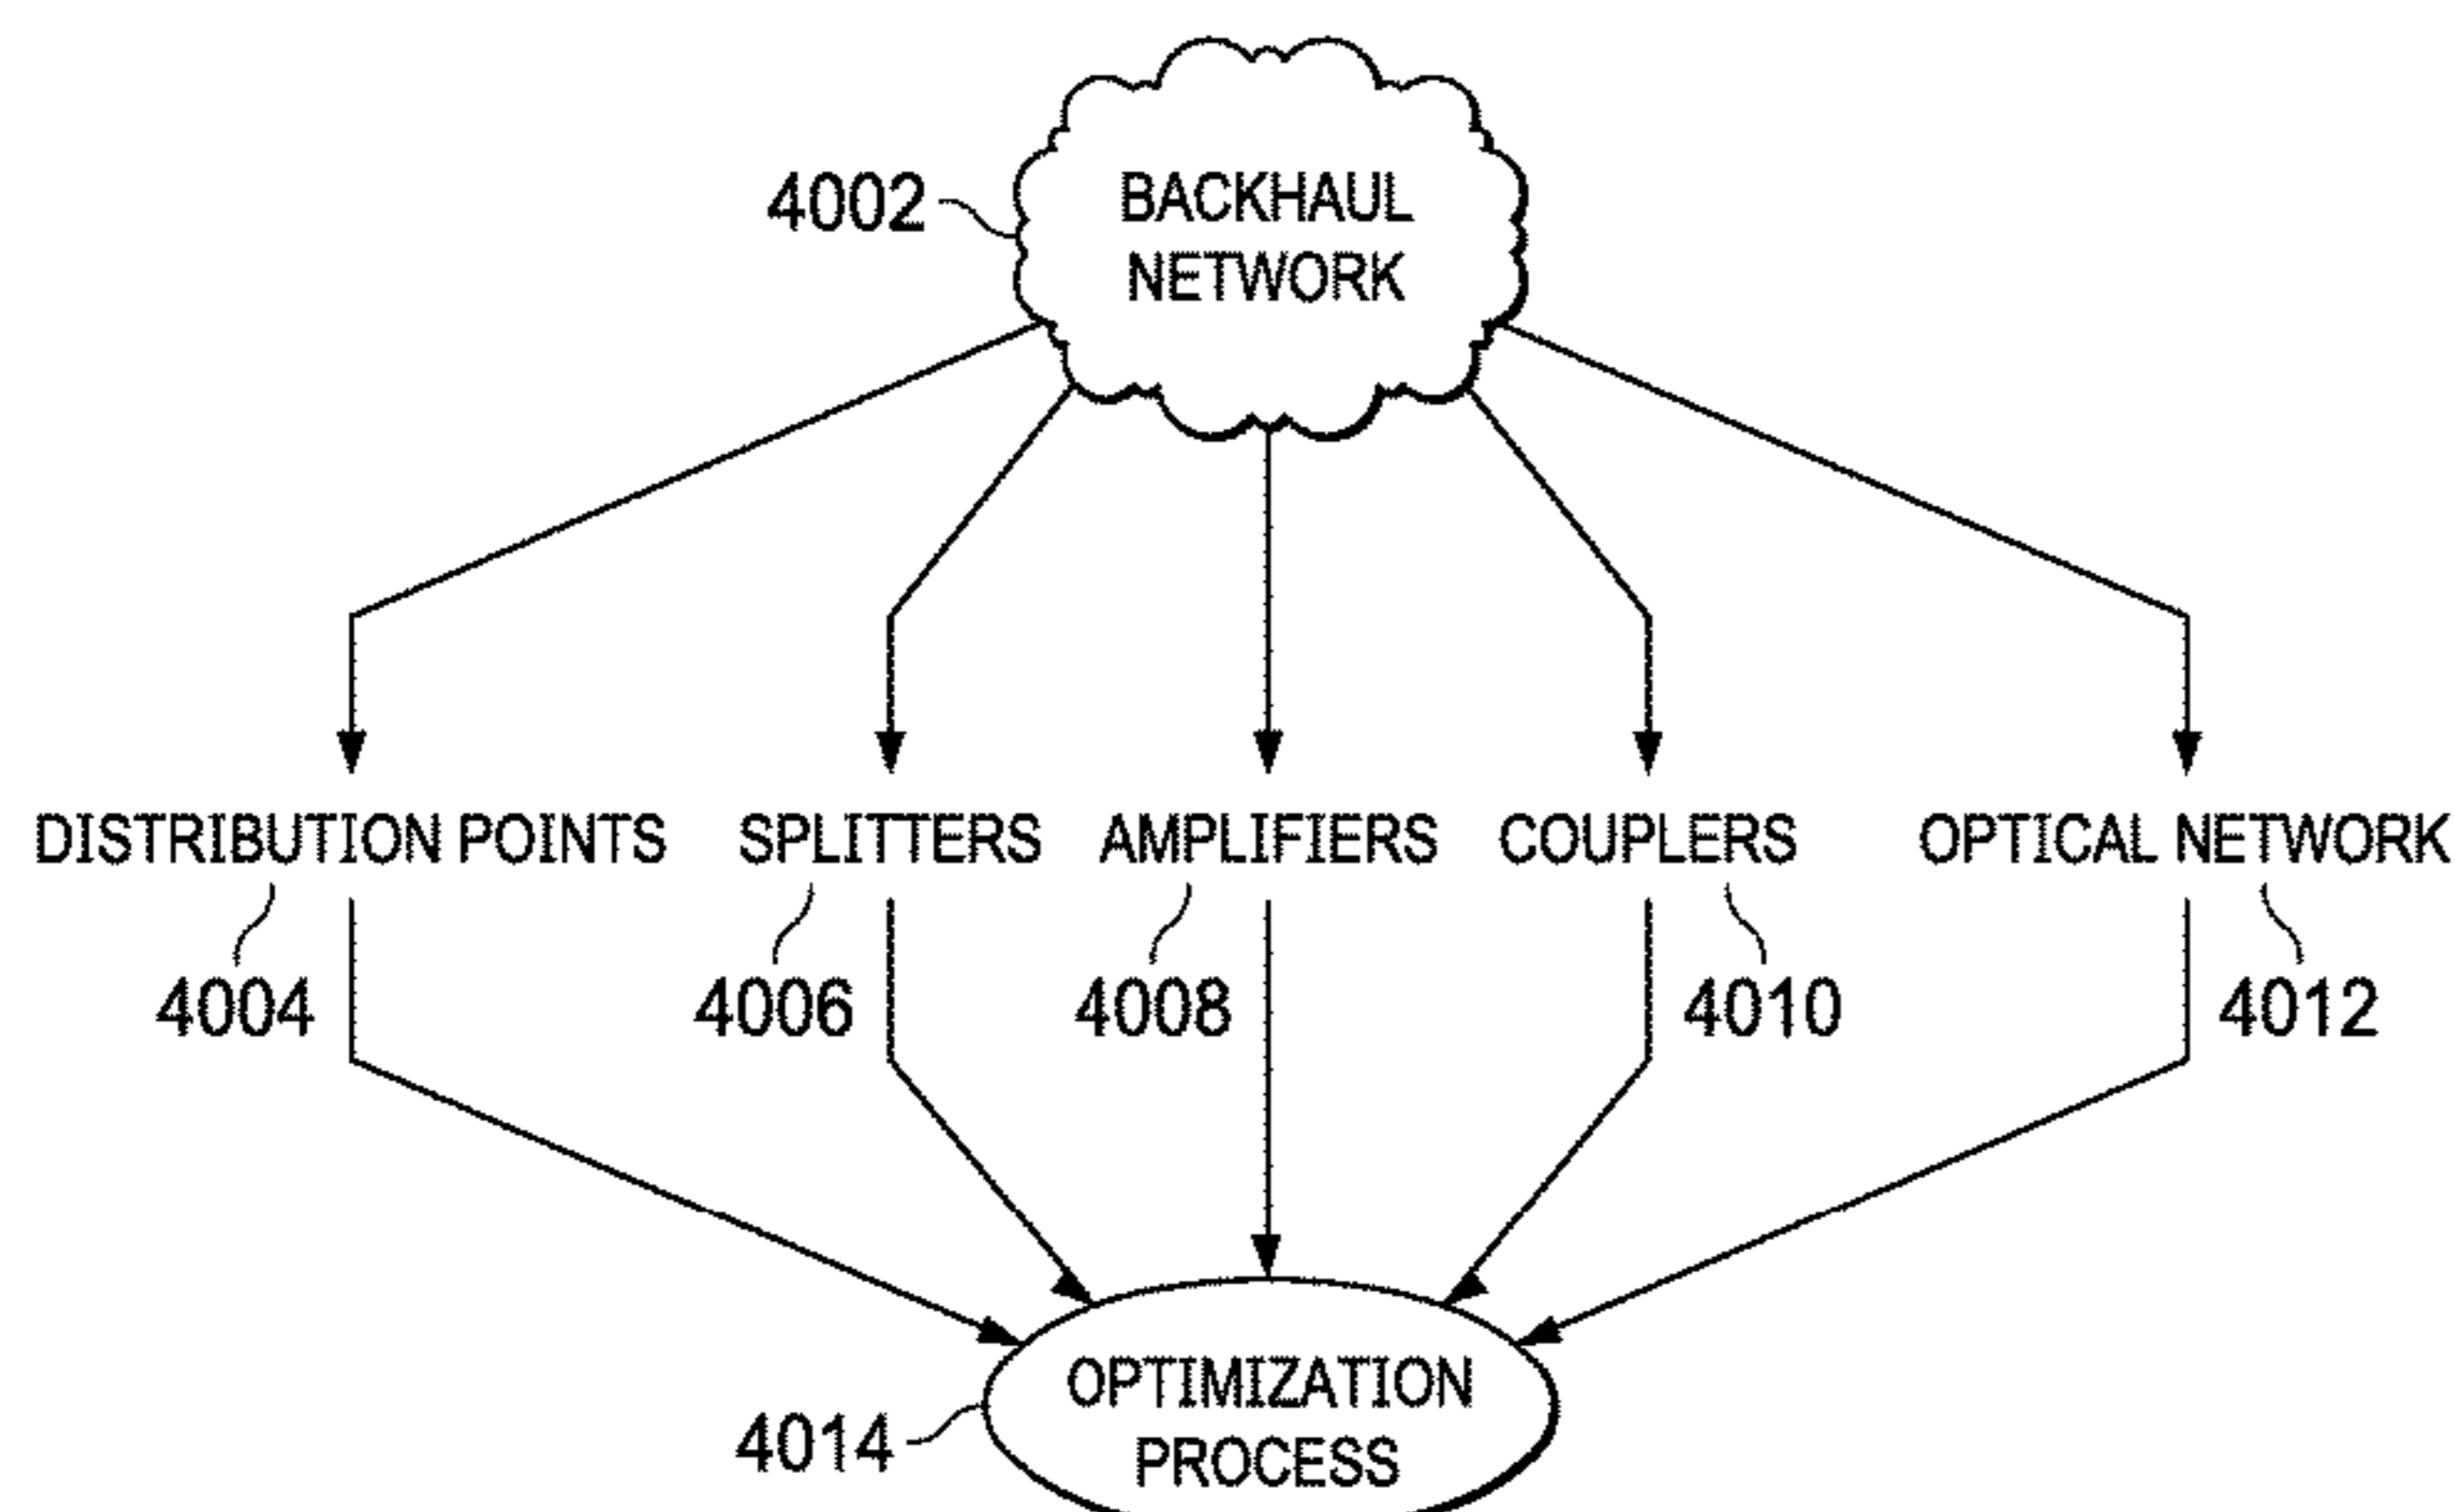 4002
BACKHAUL
NETWORK
DISTRIBUTION POINTS
SPLITTERS
AMPLIFIERS
COUPLERS
OPTICAL NETWORK
4004
4006
4008
4010
4012
4014
OPTIMIZATION
PROCESS